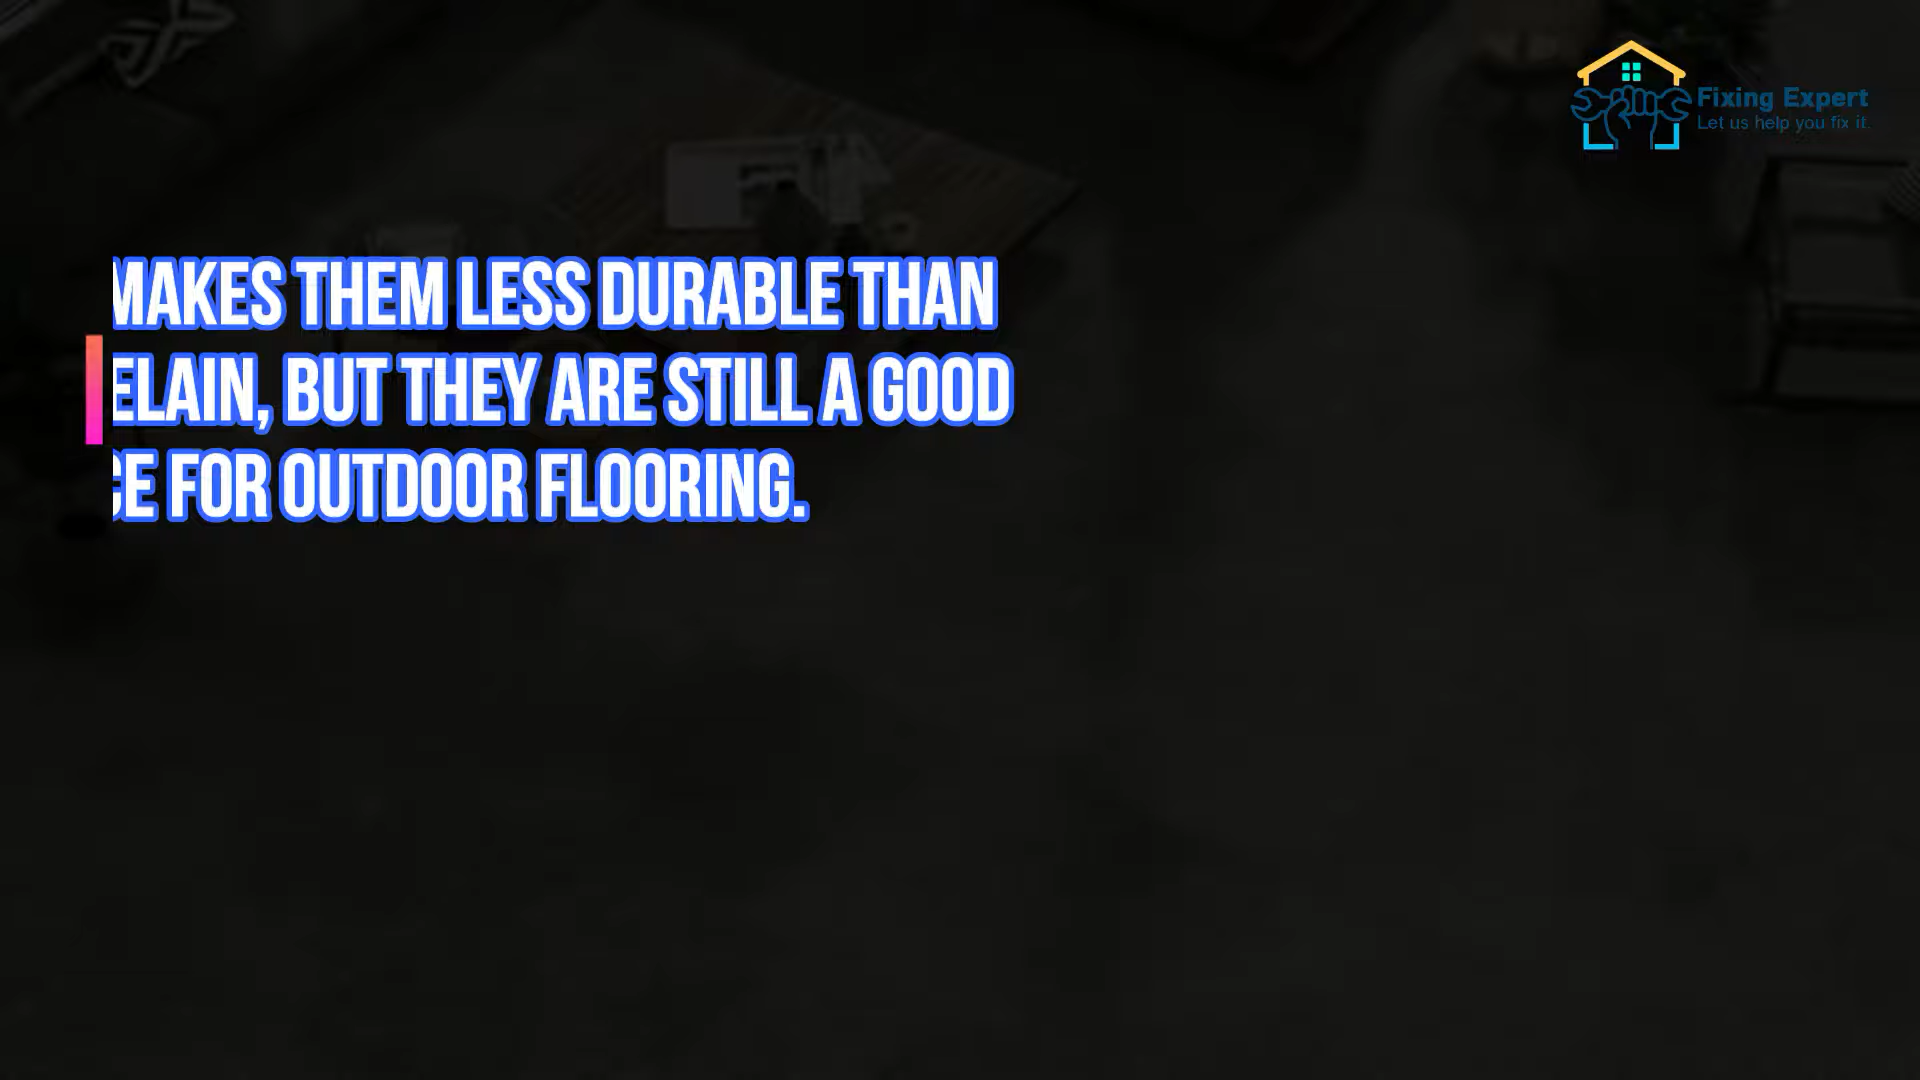 Fixing Expert
Let us help you fix it.
MAKES THEM LESS DURABLE THAN
ELAIN, BUT THEY ARE STILL A GOOD
CE FOR OUTDOOR FLOORING.